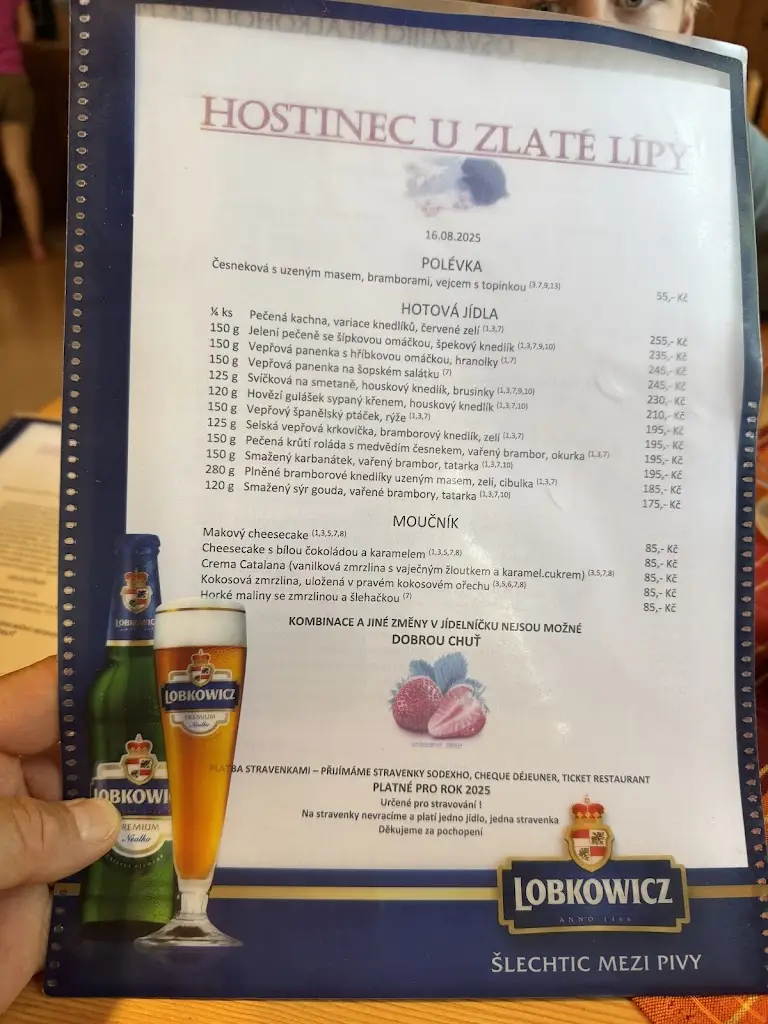 HOSTINEC U ZLATÉ LÍPY
16.08.2025
POLÉVKA
Česneková s uzeným masem, bramborami, vejcem s topinkou (3,7,9,13) 55,- Kč
HOTOVÁ JÍDLA
¼ ks Pečená kachna, variace knedlíků, červené zelí (1,3,7) 255,- Kč
150 g Jelení pečeně se šípkovou omáčkou, špekový knedlík (1,3,7,9,10) 235,- Kč
150 g Vepřová panenka s hříbkovou omáčkou, hranolky (1,7) 245,- Kč
150 g Vepřová panenka na šopském salátku (7) 245,- Kč
125 g Svíčková na smetaně, houskový knedlík, brusinky (1,3,7,9,10) 230,- Kč
120 g Hovězí gulášek sypaný křenem, houskový knedlík (1,3,7,10) 210,- Kč
150 g Vepřový španělský ptáček, rýže (1,3,7) 195,- Kč
125 g Selská vepřová krkovička, bramborový knedlík, zelí (1,3,7) 195,- Kč
150 g Pečená krůtí roláda s medvědím česnekem, vařený brambor, okurka (1,3,7) 195,- Kč
150 g Smažený karbanátek, vařený brambor, tatarka (1,3,7,10) 195,- Kč
280 g Plněné bramborové knedlíky uzeným masem, zelí, cibulka (1,3,7) 185,- Kč
120 g Smažený sýr gouda, vařené brambory, tatarka (1,3,7,10) 175,- Kč
MOUČNÍK
Makový cheesecake (1,3,5,7,8) 85,- Kč
Cheesecake s bílou čokoládou a karamelem (1,3,5,7,8) 85,- Kč
Crema Catalana (vanilková zmrzlina s vaječným žloutkem a karamel.cukrem) (3,5,7,8) 85,- Kč
Kokosová zmrzlina, uložená v pravém kokosovém ořechu (3,5,6,7,8) 85,- Kč
Horké maliny se zmrzlinou a šlehačkou (7) 85,- Kč
KOMBINACE A JINÉ ZMĚNY V JÍDELNÍČKU NEJSOU MOŽNÉ
DOBROU CHUŤ
PLATBA STRAVENKAMI – PŘIJÍMÁME STRAVENKY SODEXHO, CHEQUE DÉJEUNER, TICKET RESTAURANT
PLATNÉ PRO ROK 2025
Určené pro stravování !
Na stravenky nevracíme a platí jedno jídlo, jedna stravenka
Děkujeme za pochopení
LOBKOWICZ
LOBKOWICZ
PREMIUM
Nealko
LOBKOWI
PREMIUM
Nealko
LOBKOWICZ
ANNO 1466
ŠLECHTIC MEZI PIVY